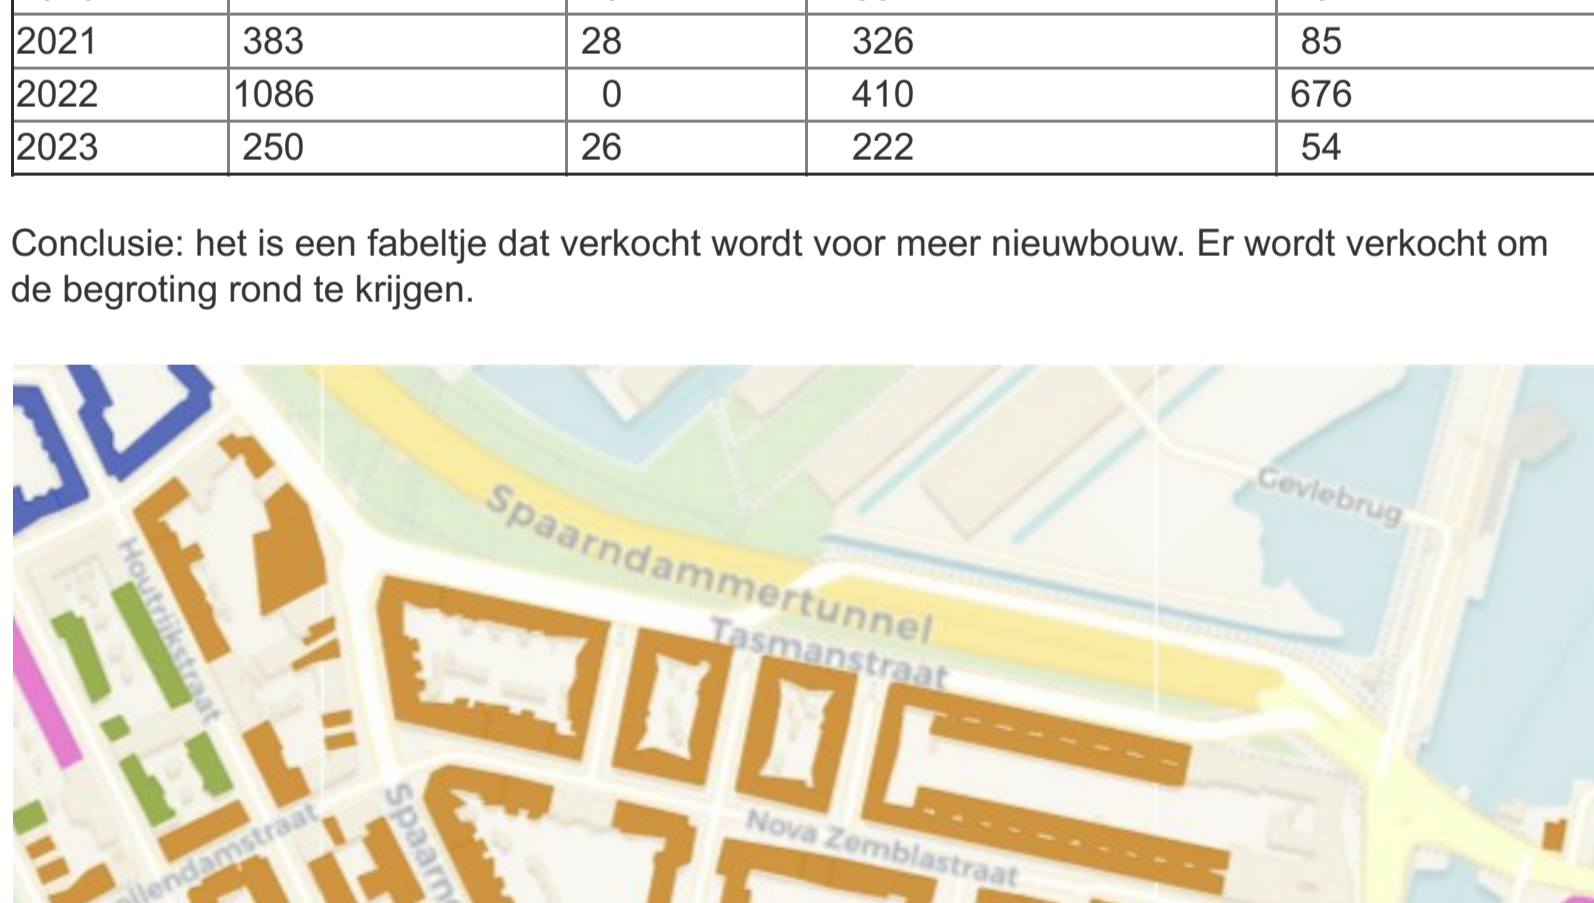 2021 383 28 326 85
2022 1086 0 410 676
2023 250 26 222 54
Conclusie: het is een fabeltje dat verkocht wordt voor meer nieuwbouw. Er wordt verkocht om
de begroting rond te krijgen.
Gevlebrug
Spaarndammertunnel
Tasmanstraat
Houtrijkstraat
Nova Zemblastraat
llendamstraat
Spaarn